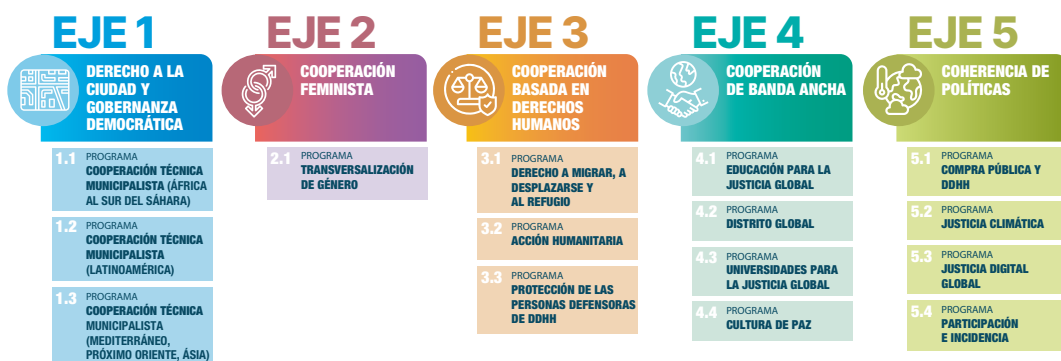 EJE 1
DERECHO A LA
CIUDAD Y
GOBERNANZA
DEMOCRÁTICA
1.1 PROGRAMA
COOPERACIÓN TÉCNICA
MUNICIPALISTA (ÁFRICA
AL SUR DEL SÁHARA)
1.2 PROGRAMA
COOPERACIÓN TÉCNICA
MUNICIPALISTA
(LATINOAMÉRICA)
1.3 PROGRAMA
COOPERACIÓN TÉCNICA
MUNICIPALISTA
(MEDITERRÁNEO,
PRÓXIMO ORIENTE, ÁSIA)
EJE 2
COOPERACIÓN
FEMINISTA
2.1 PROGRAMA
TRANSVERSALIZACIÓN
DE GÉNERO
EJE 3
COOPERACIÓN
BASADA EN
DERECHOS
HUMANOS
3.1 PROGRAMA
DERECHO A MIGRAR, A
DESPLAZARSE Y
AL REFUGIO
3.2 PROGRAMA
ACCIÓN HUMANITARIA
3.3 PROGRAMA
PROTECCIÓN DE LAS
PERSONAS DEFENSORAS
DE DDHH
EJE 4
COOPERACIÓN
DE BANDA ANCHA
4.1 PROGRAMA
EDUCACIÓN PARA LA
JUSTICIA GLOBAL
4.2 PROGRAMA
DISTRITO GLOBAL
4.3 PROGRAMA
UNIVERSIDADES PARA
LA JUSTICIA GLOBAL
4.4 PROGRAMA
CULTURA DE PAZ
EJE 5
COHERENCIA DE
POLÍTICAS
5.1 PROGRAMA
COMPRA PÚBLICA Y
DDHH
5.2 PROGRAMA
JUSTICIA CLIMÁTICA
5.3 PROGRAMA
JUSTICIA DIGITAL
GLOBAL
5.4 PROGRAMA
PARTICIPACIÓN
E INCIDENCIA